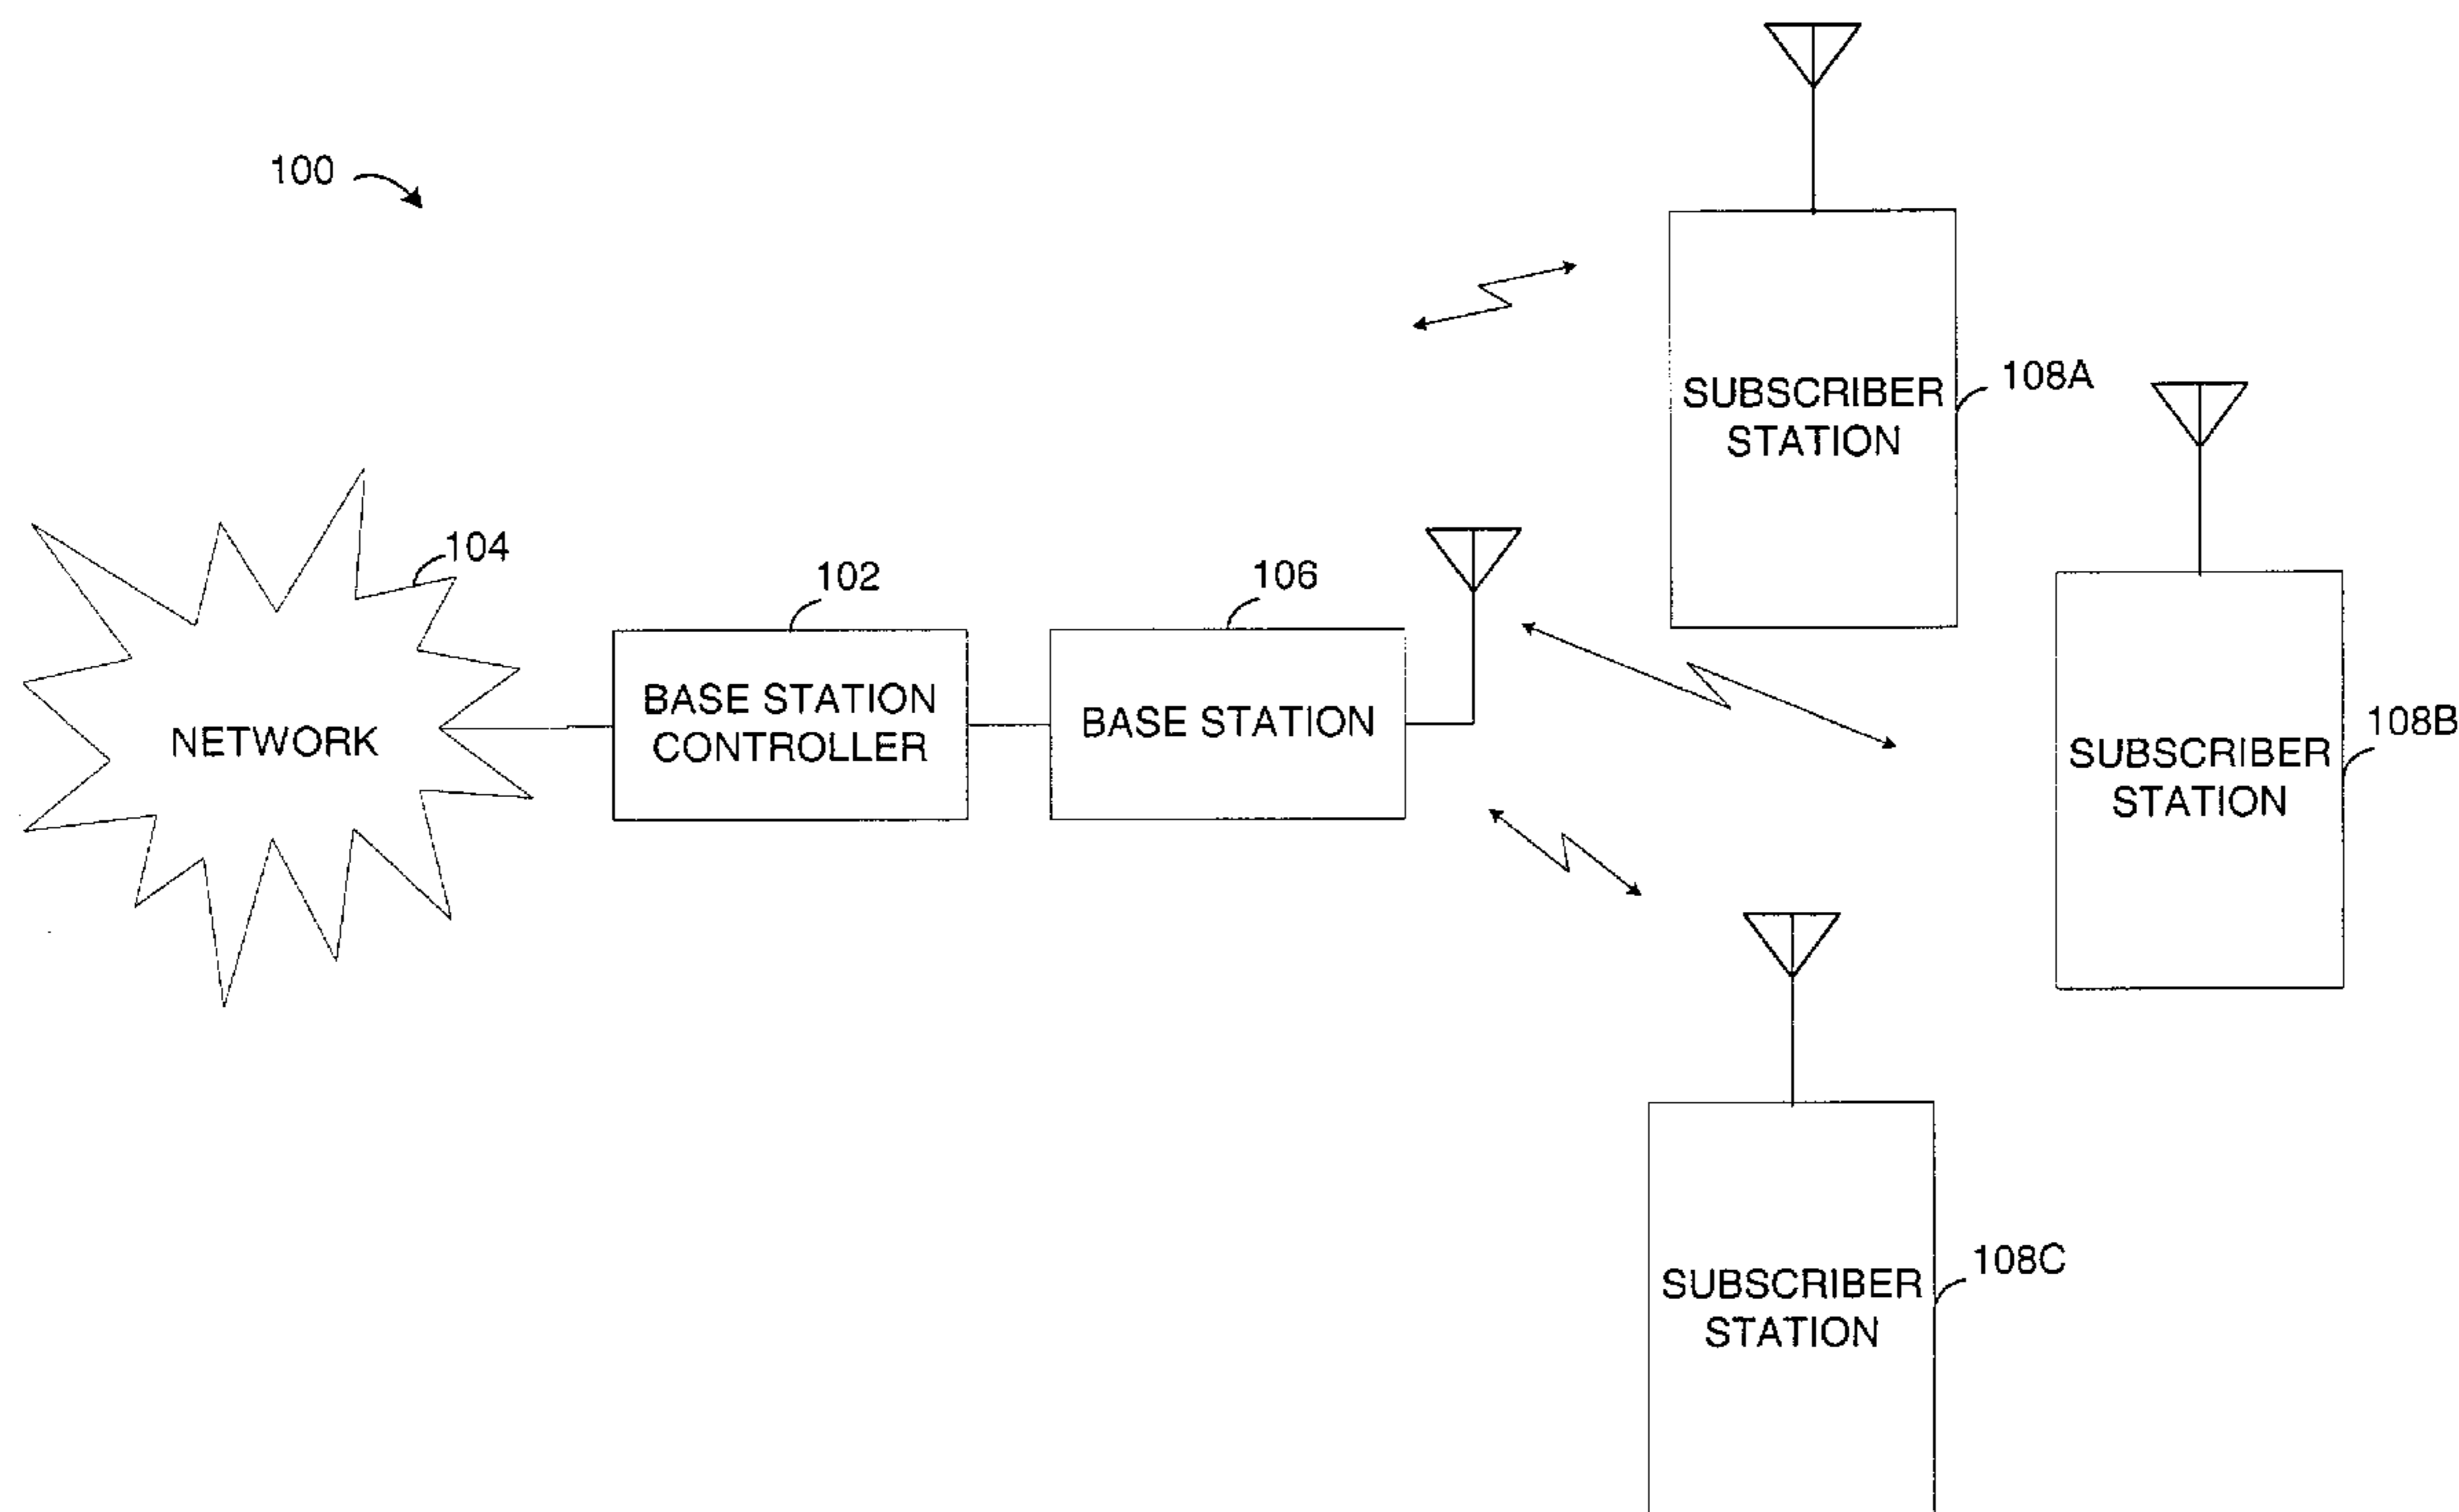 100
SUBSCRIBER
STATION
108A
104
102
106
NETWORK
BASE STATION
CONTROLLER
BASE STATION
SUBSCRIBER
STATION
108B
SUBSCRIBER
STATION
108C